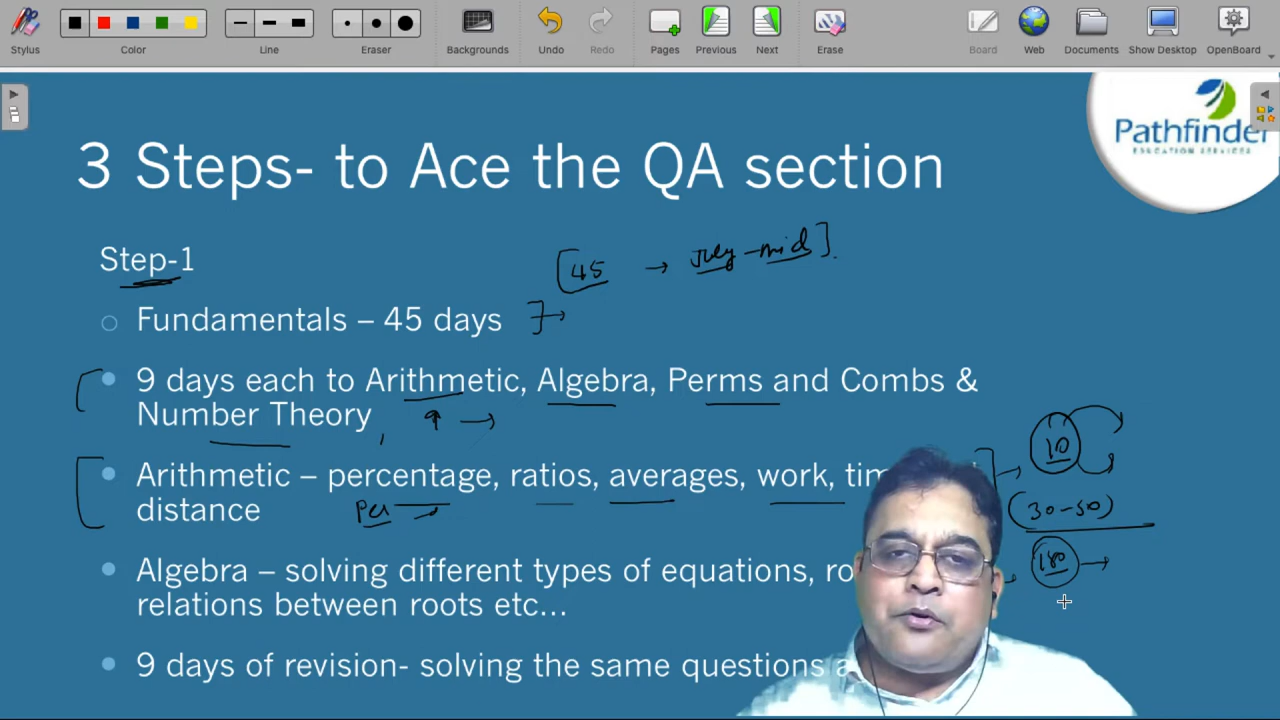 Stylus Color Line Eraser Backgrounds Undo Redo Pages Previous Next Erase Board Web Documents Show Desktop OpenBoard
Pathfinder
EDUCATION SERVICES
3 Steps- to Ace the QA section
Step-1
[45 → July-mid].
Fundamentals – 45 days
9 days each to Arithmetic, Algebra, Perms and Combs &
Number Theory
10
Arithmetic – percentage, ratios, averages, work,
distance
Per
(30-50)
180
Algebra – solving different types of equations,
relations between roots etc...
9 days of revision- solving the same questions